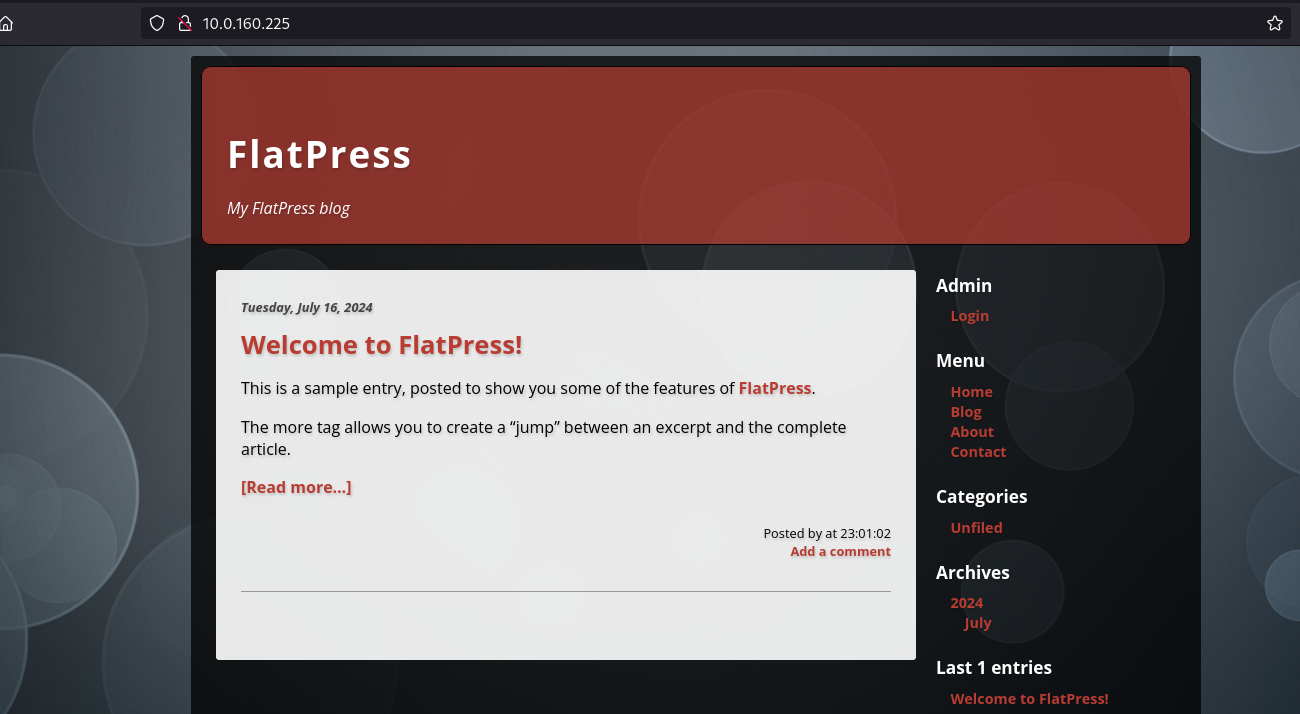 10.0.160.225
FlatPress
My FlatPress blog
Tuesday, July 16, 2024
Welcome to FlatPress!
This is a sample entry, posted to show you some of the features of FlatPress.
The more tag allows you to create a “jump” between an excerpt and the complete
article.
[Read more…]
Posted by at 23:01:02
Add a comment
Admin
Login
Menu
Home
Blog
About
Contact
Categories
Unfiled
Archives
2024
July
Last 1 entries
Welcome to FlatPress!